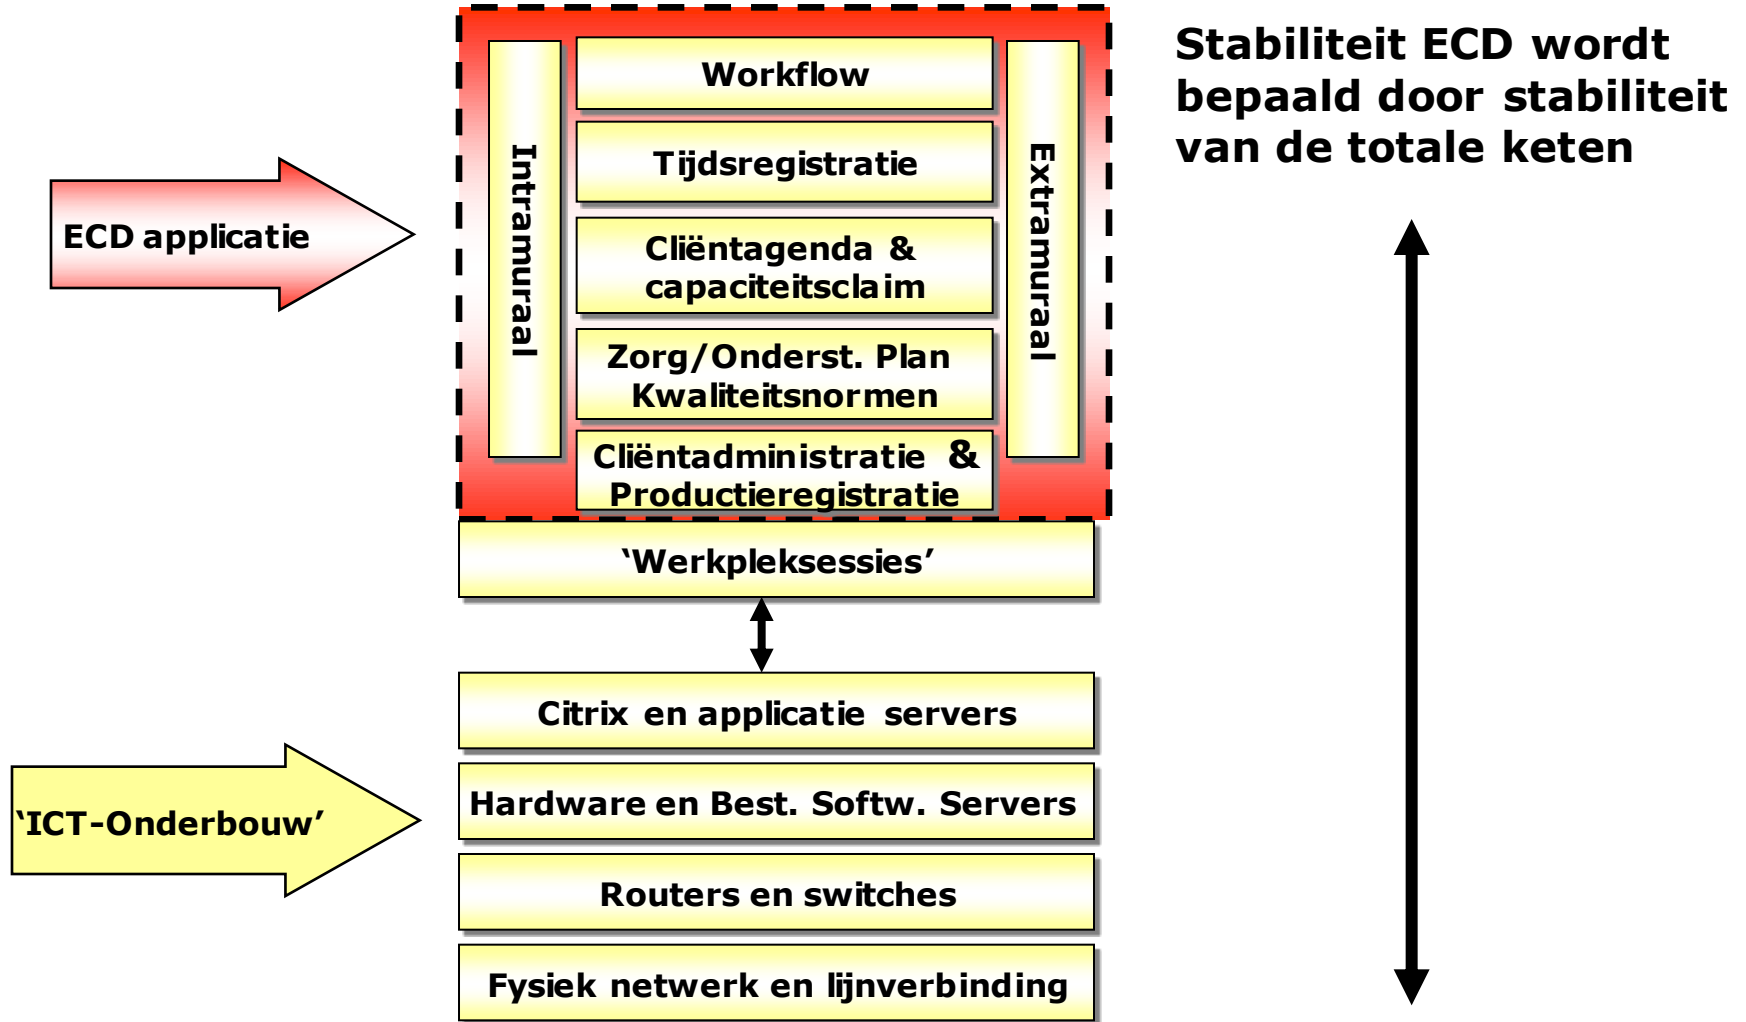 Stabiliteit ECD wordt
bepaald door stabiliteit
van de totale keten
ECD applicatie
Intramuraal
Workflow
Tijdsregistratie
Cliëntagenda &
capaciteitsclaim
Zorg/Onderst. Plan
Kwaliteitsnormen
Cliëntadministratie &
Productieregistratie
Extramuraal
‘Werkpleksessies’
‘ICT-Onderbouw’
Citrix en applicatie servers
Hardware en Best. Softw. Servers
Routers en switches
Fysiek netwerk en lijnverbinding